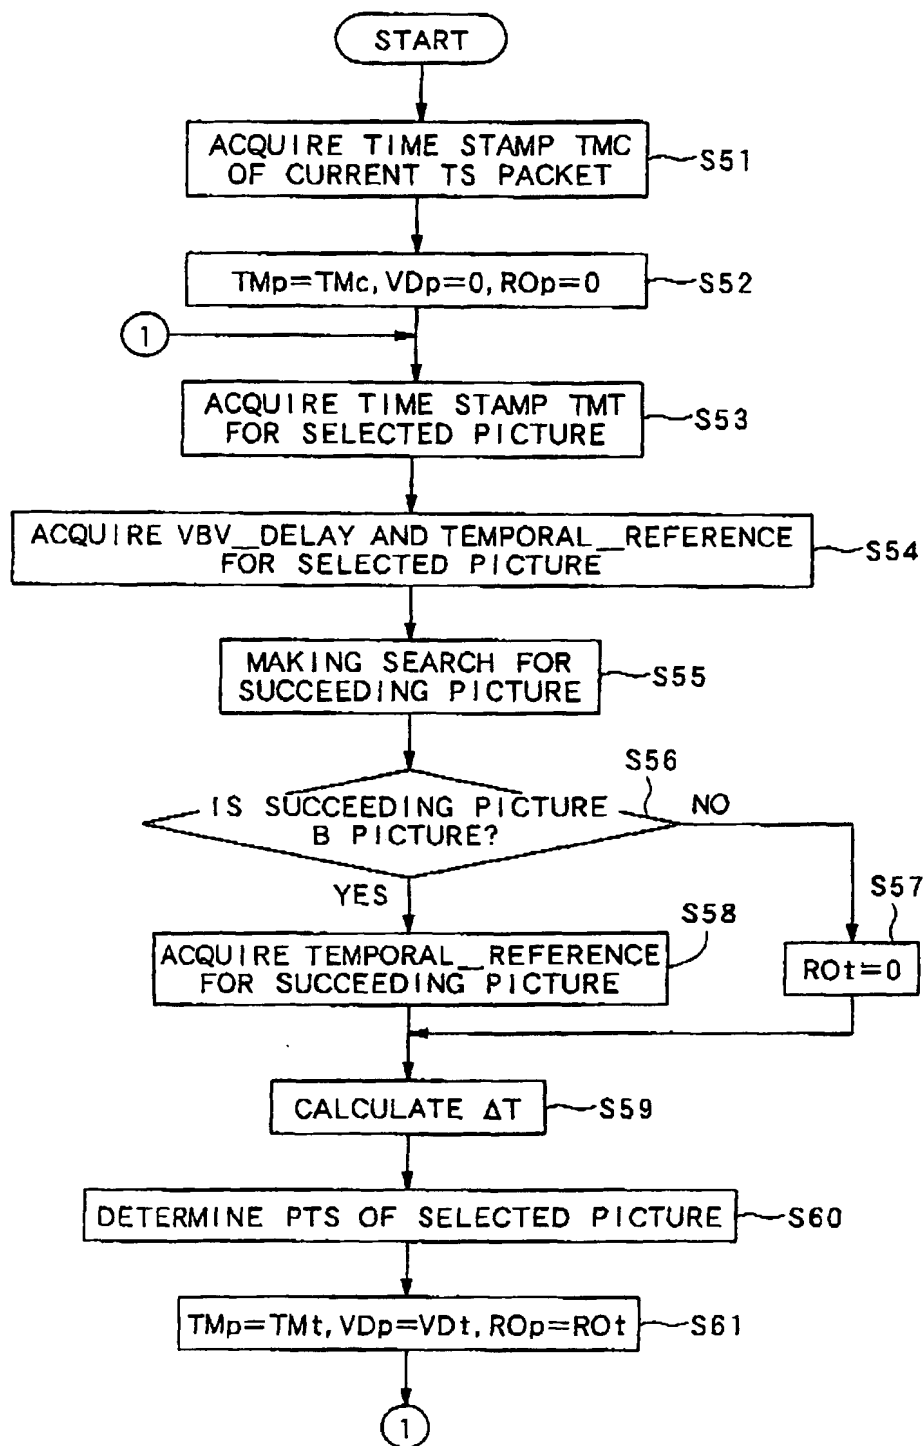 START
ACQUIRE TIME STAMP TMC
OF CURRENT TS PACKET
S51
TMp=TMc, VDp=0, ROp=0
S52
1
ACQUIRE TIME STAMP TMT
FOR SELECTED PICTURE
S53
ACQUIRE VBV__DELAY AND TEMPORAL__REFERENCE
FOR SELECTED PICTURE
S54
MAKING SEARCH FOR
SUCCEEDING PICTURE
S55
S56
IS SUCCEEDING PICTURE
B PICTURE?
NO
YES
S57
ROt=0
S58
ACQUIRE TEMPORAL__REFERENCE
FOR SUCCEEDING PICTURE
CALCULATE ΔT
S59
DETERMINE PTS OF SELECTED PICTURE
S60
TMp=TMt, VDp=VDt, ROp=ROt
S61
1